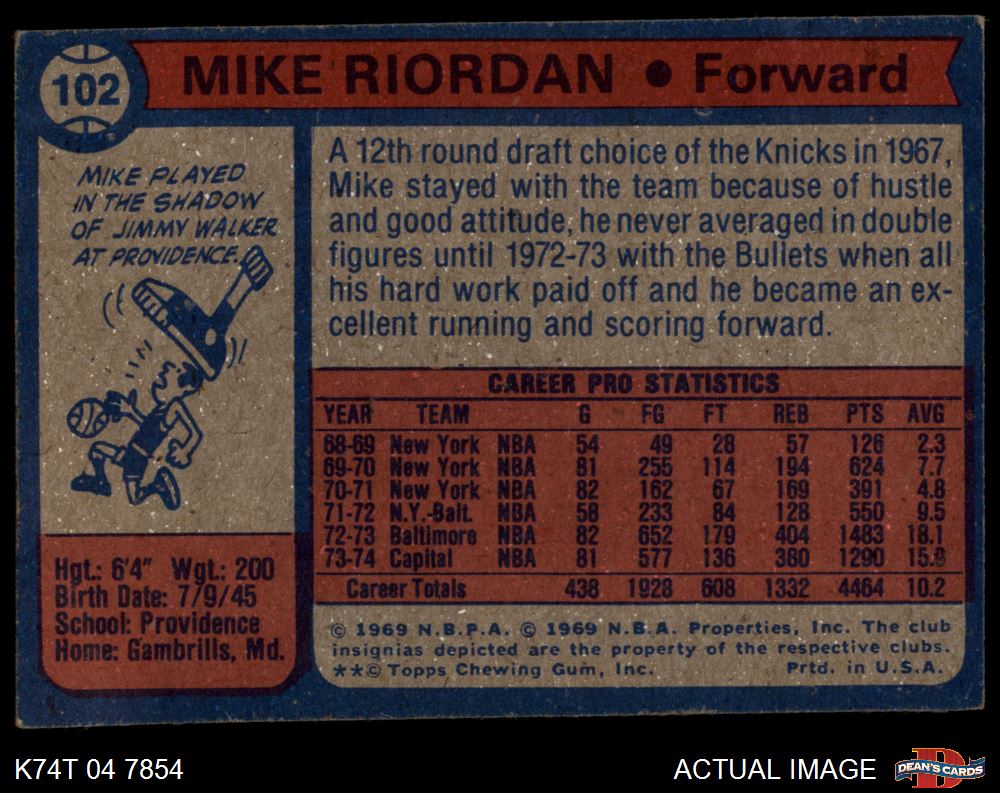 102
MIKE RIORDAN • Forward
MIKE PLAYED
IN THE SHADOW
OF JIMMY WALKER
AT PROVIDENCE.
Hgt.: 6'4" Wgt.: 200
Birth Date: 7/9/45
School: Providence
Home: Gambrills, Md.
A 12th round draft choice of the Knicks in 1967,
Mike stayed with the team because of hustle
and good attitude, he never averaged in double
figures until 1972-73 with the Bullets when all
his hard work paid off and he became an ex-
cellent running and scoring forward.
CAREER PRO STATISTICS
YEAR TEAM G FG FT REB PTS AVG
68-69 New York NBA 54 49 28 57 126 2.3
69-70 New York NBA 81 255 114 194 624 7.7
70-71 New York NBA 82 162 67 169 391 4.8
71-72 N.Y.-Balt. NBA 58 233 84 128 550 9.5
72-73 Baltimore NBA 82 652 179 404 1483 18.1
73-74 Capital NBA 81 577 136 380 1290 15.9
Career Totals 438 1928 608 1332 4464 10.2
© 1969 N.B.P.A. © 1969 N.B.A. Properties, Inc. The club
insignias depicted are the property of the respective clubs.
**© Topps Chewing Gum, Inc. Prtd. in U.S.A.
K74T 04 7854
ACTUAL IMAGE
DEAN'S CARDS